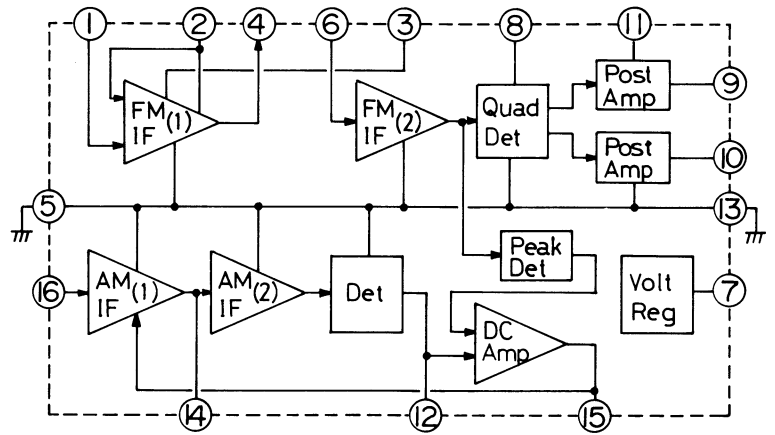 1 2 4 6 3 8 11
FM(1)
IF
FM(2)
IF
Quad
Det
Post
Amp
9
Post
Amp
10
5
13
16
AM(1)
IF
AM(2)
IF
Det
Peak
Det
DC
Amp
Volt
Reg
7
14 12 15